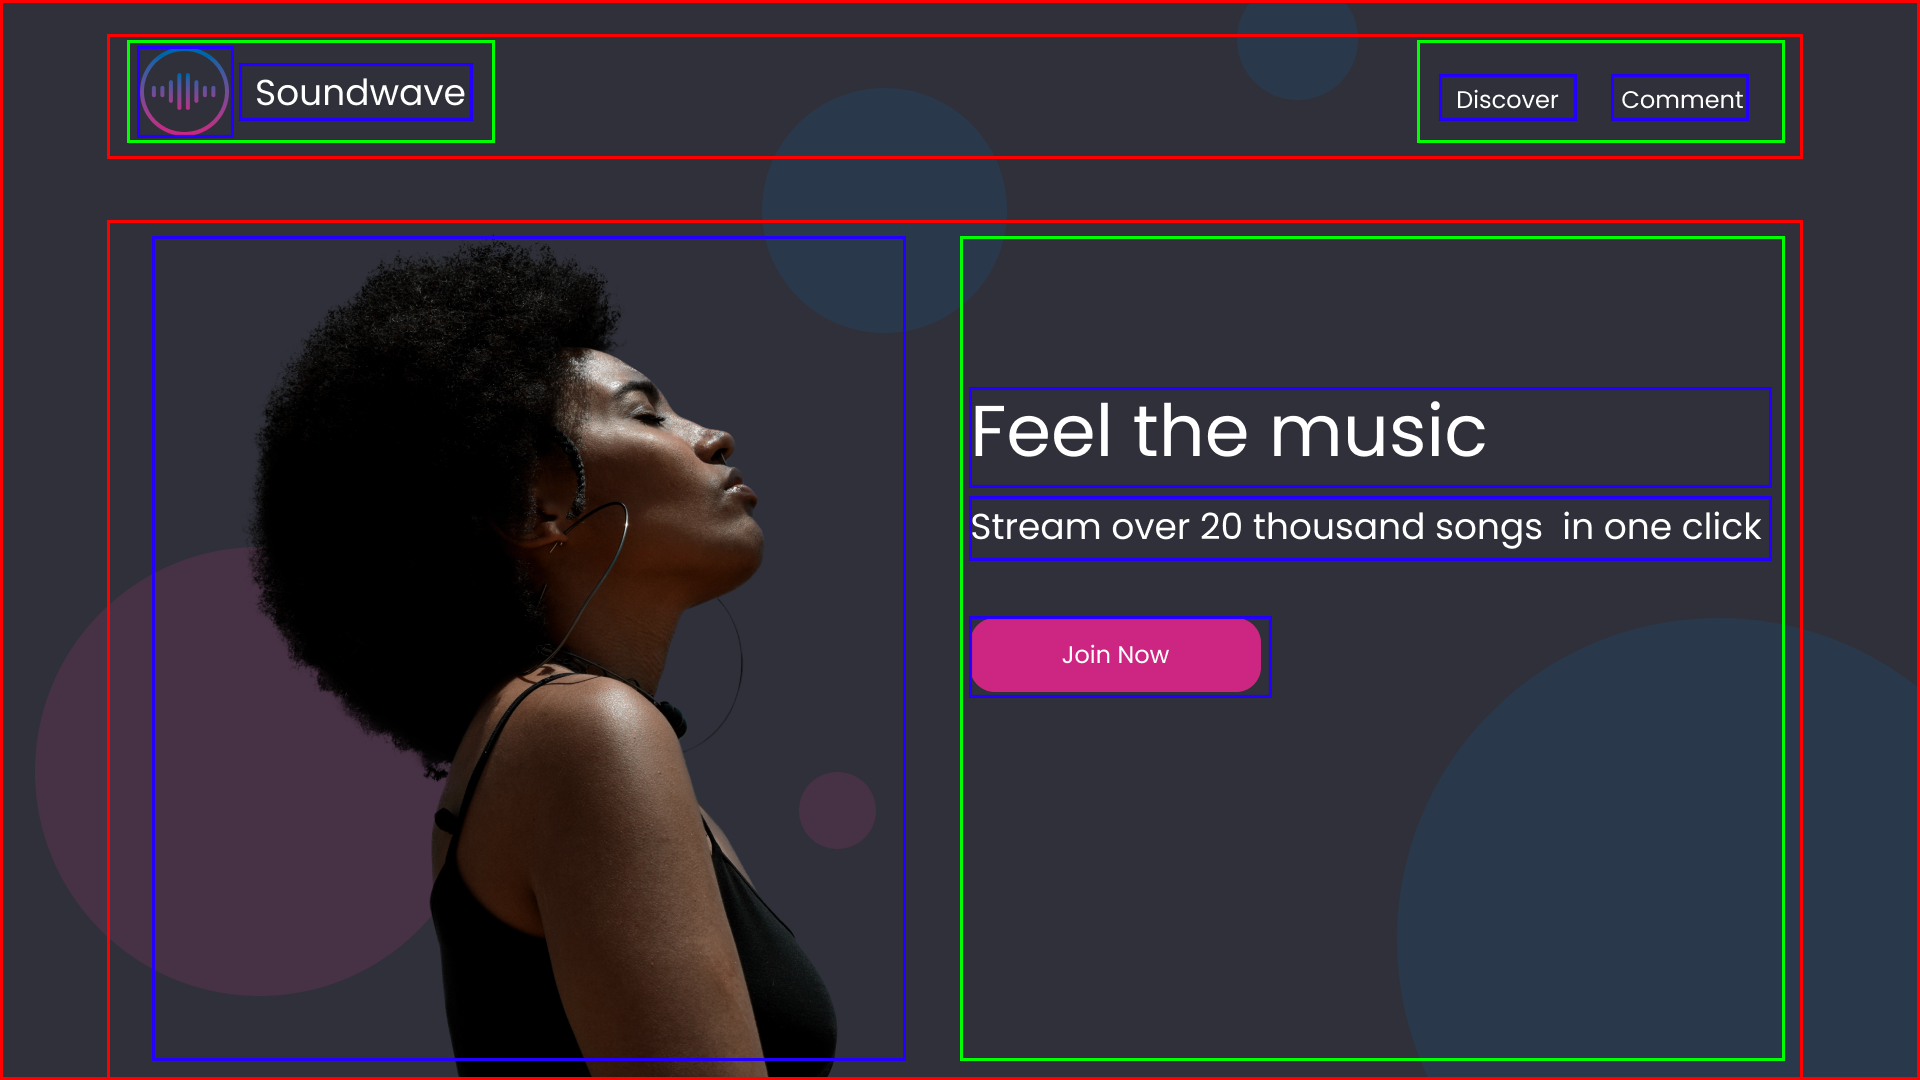 Soundwave
Discover
Comment
Feel the music
Stream over 20 thousand songs in one click
Join Now